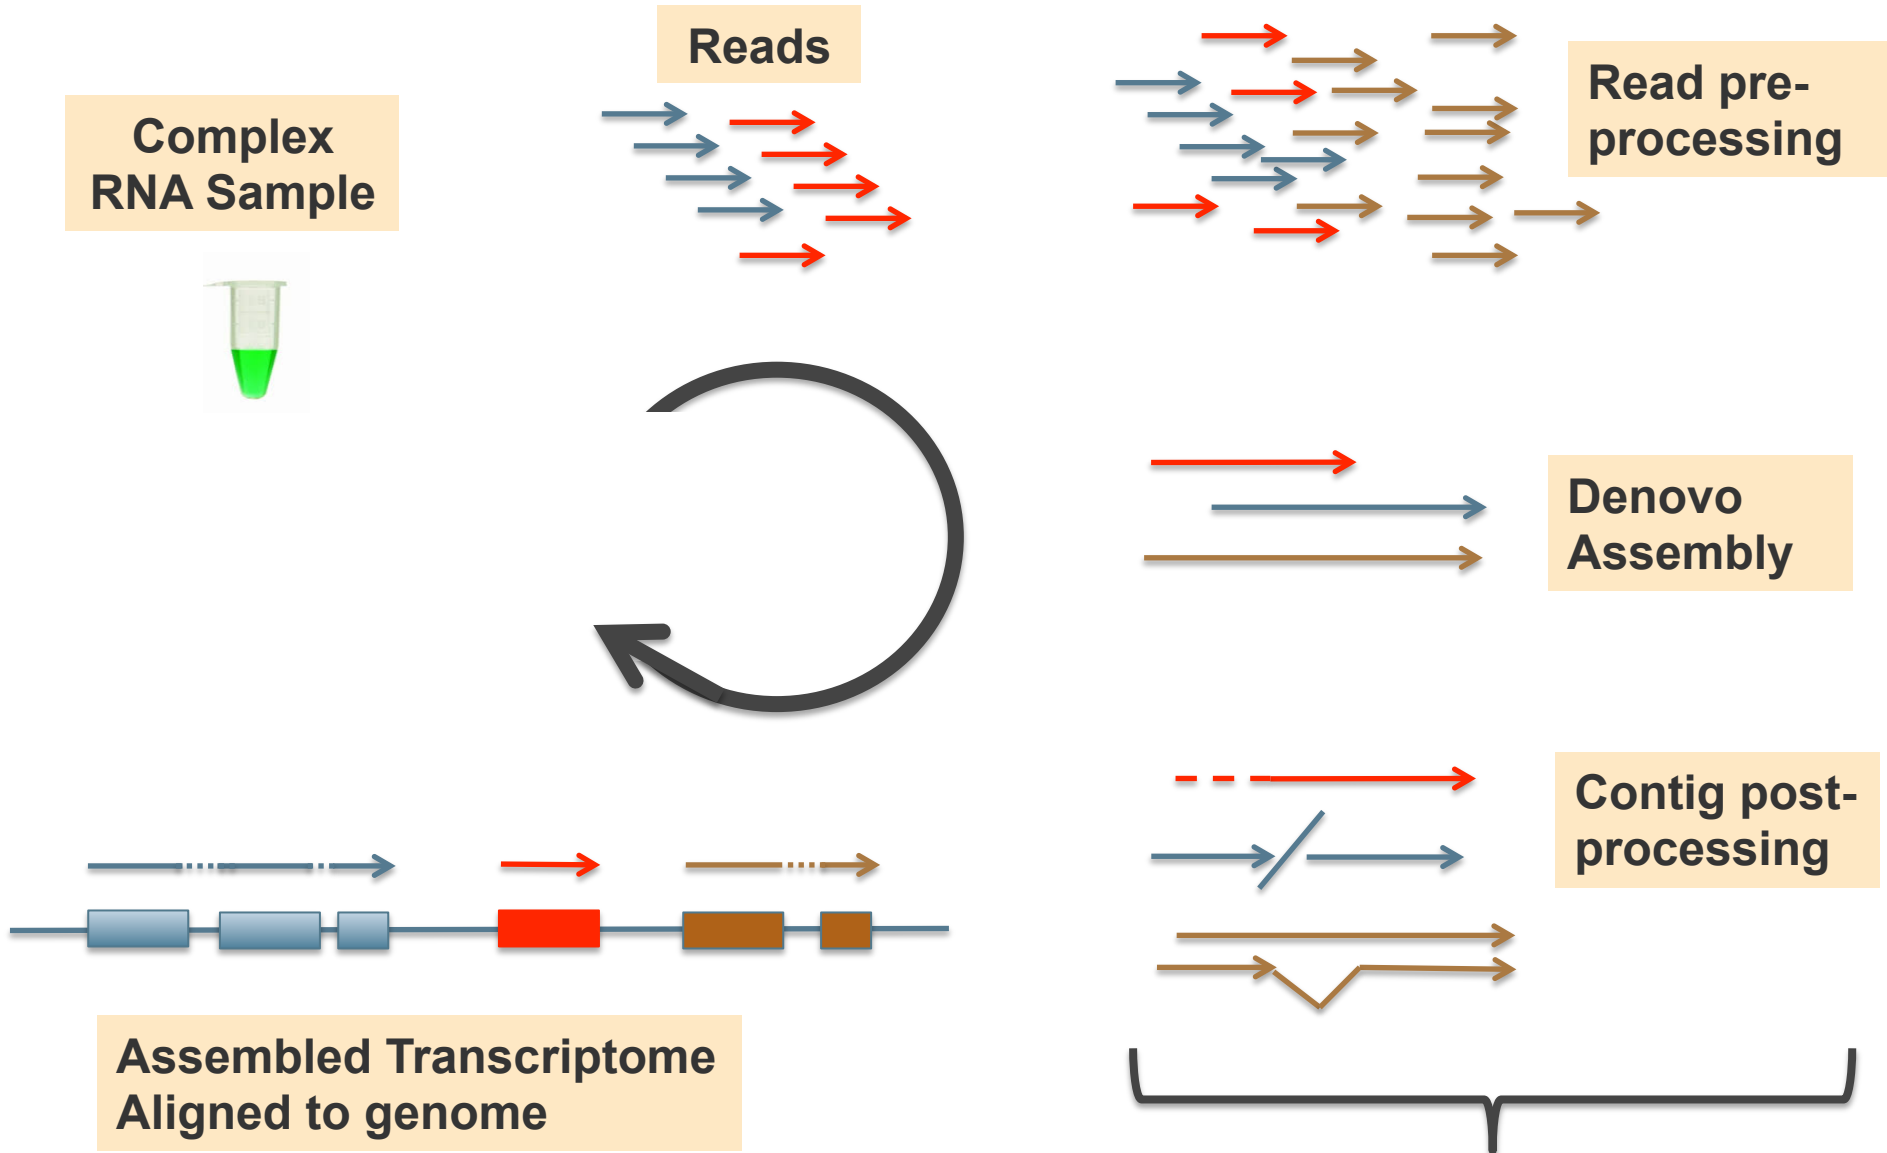 Reads
Complex
RNA Sample
Read pre-
processing
Denovo
Assembly
Contig post-
processing
Assembled Transcriptome
Aligned to genome